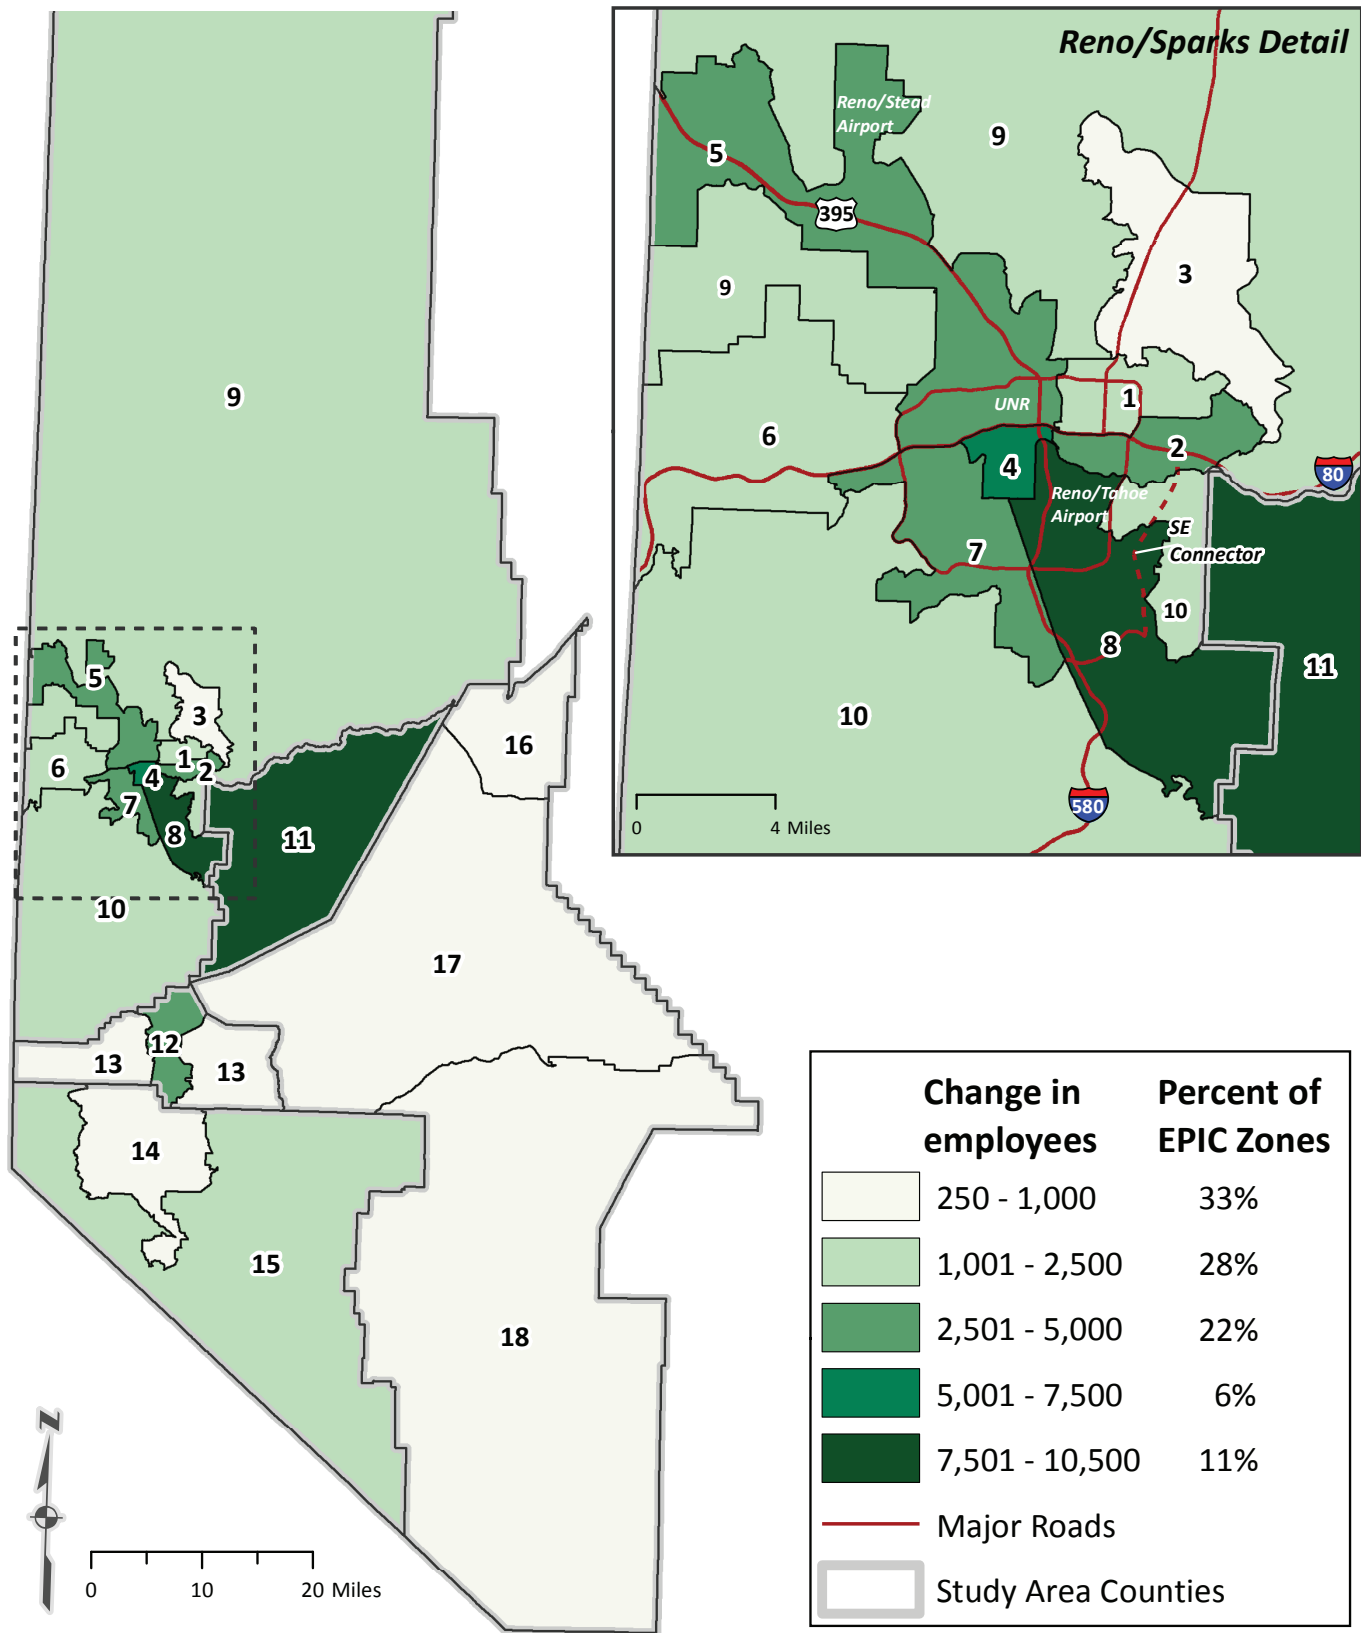 Reno/Sparks Detail
Reno/Stead
Airport
9
5
395
3
9
UNR
1
6
2
4
80
Reno/Tahoe
Airport
SE
Connector
7
10
8
11
10
580
0 4 Miles
9
5
3
16
1
6
2
4
7
8
11
10
17
12
13
13
14
15
18
N
0 10 20 Miles
Change in employees
Percent of EPIC Zones
250 - 1,000 33%
1,001 - 2,500 28%
2,501 - 5,000 22%
5,001 - 7,500 6%
7,501 - 10,500 11%
Major Roads
Study Area Counties